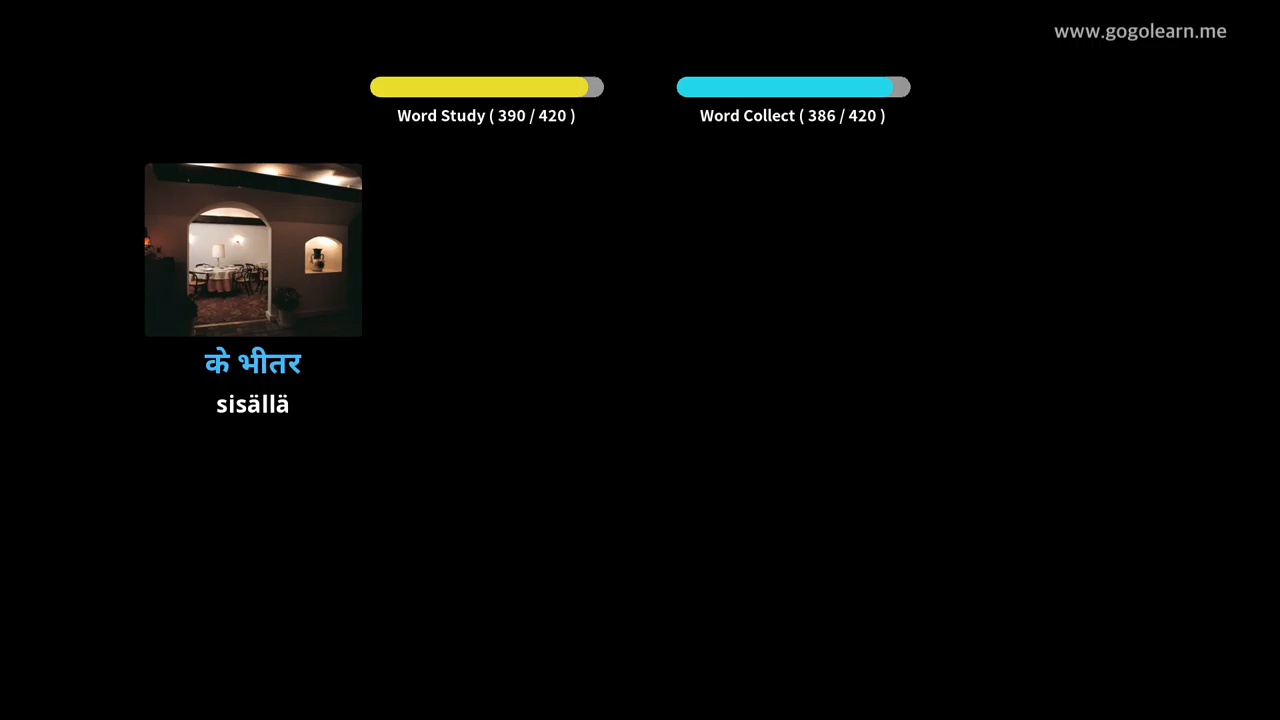 www.gogolearn.me
Word Study ( 390 / 420 )
Word Collect ( 386 / 420 )
के भीतर
sisällä